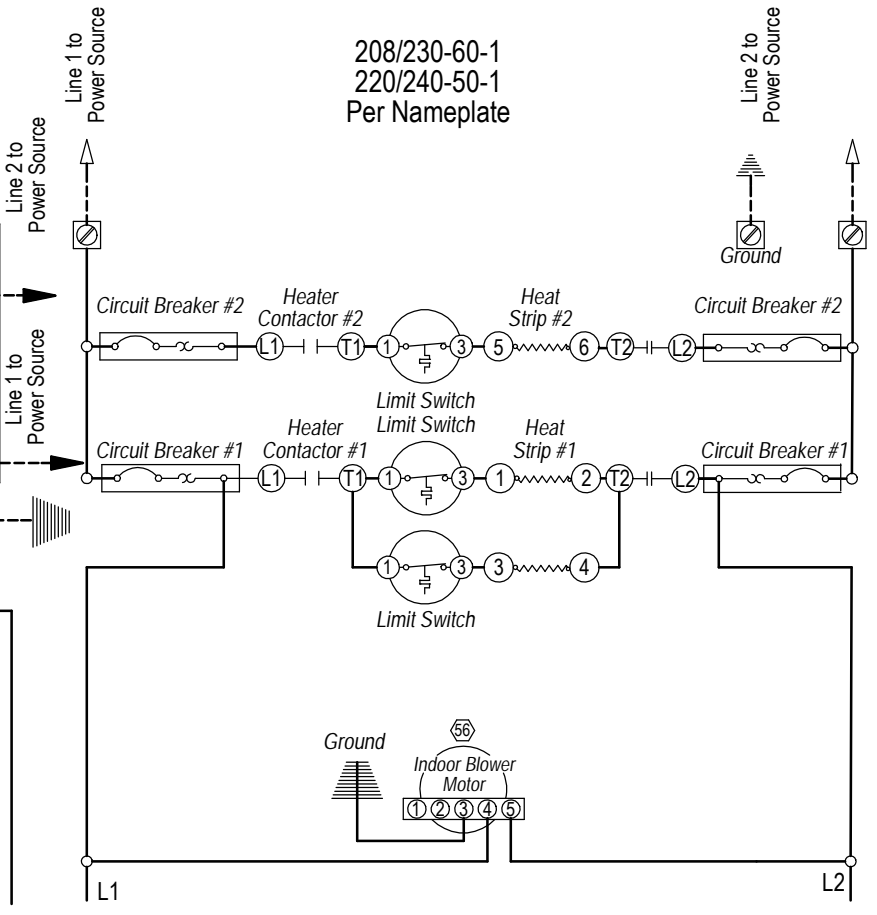 208/230-60-1
220/240-50-1
Per Nameplate
Line 1 to
Power Source
Line 2 to
Power Source
Line 2 to
Power Source
Ground
Circuit Breaker #2
Heater
Contactor #2
Heat
Strip #2
Circuit Breaker #2
L1 T1 1 3 5 6 T2 L2
Limit Switch
Line 1 to
Power Source
Limit Switch
Circuit Breaker #1
Heater
Contactor #1
Heat
Strip #1
Circuit Breaker #1
L1 T1 1 3 1 2 T2 L2
1 3 3 4
Limit Switch
56
Ground
Indoor Blower
Motor
1 2 3 4 5
L1
L2